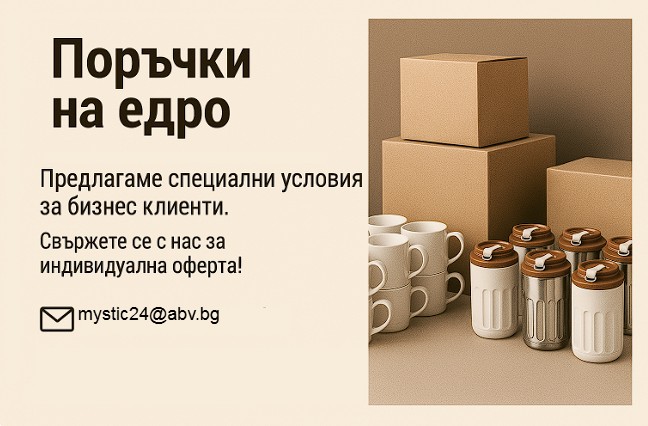 Поръчки
на едро
Предлагаме специални условия
за бизнес клиенти.
Свържете се с нас за
индивидуална оферта!
mystic24@abv.bg